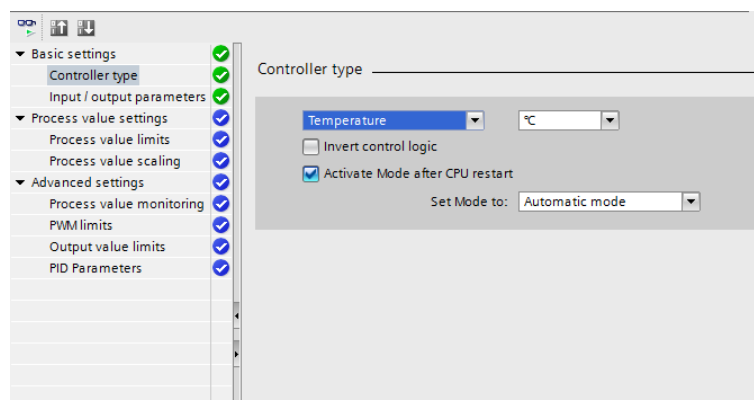 Basic settings
Controller type
Input / output parameters
Process value settings
Process value limits
Process value scaling
Advanced settings
Process value monitoring
PWM limits
Output value limits
PID Parameters
Controller type
Temperature
°C
Invert control logic
Activate Mode after CPU restart
Set Mode to: Automatic mode